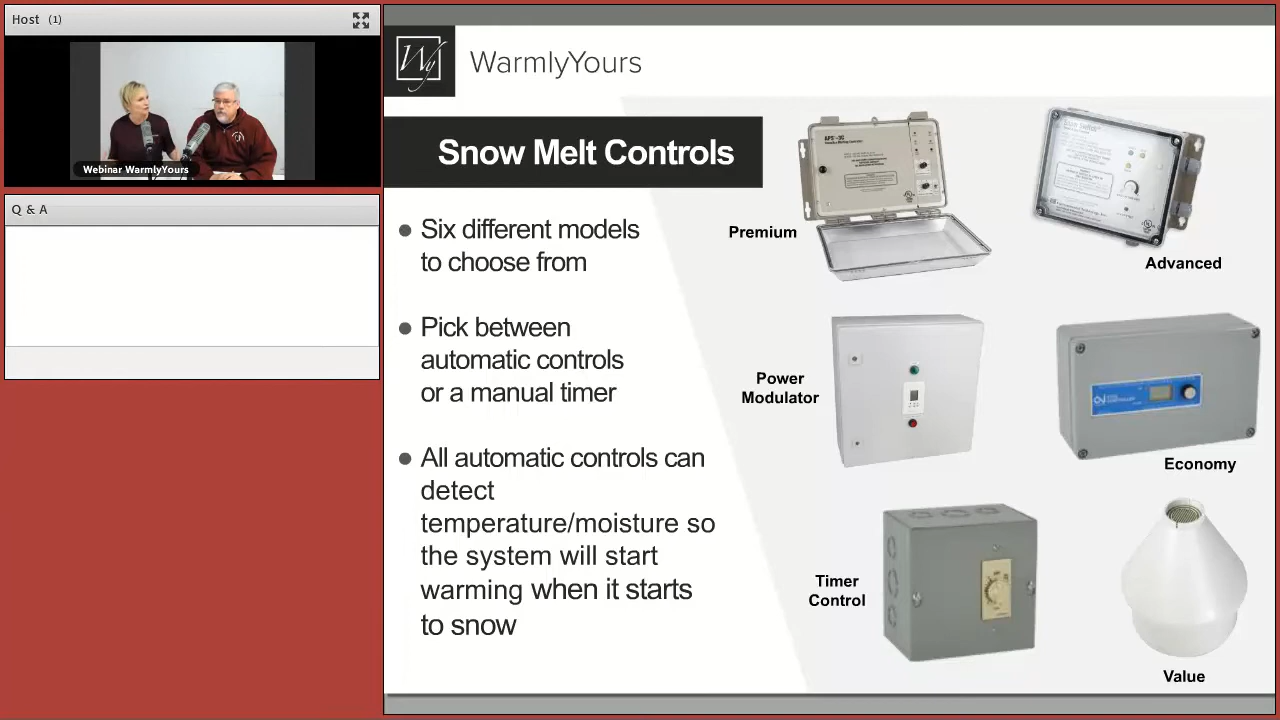 Host (1)
Webinar WarmlyYours
Q & A
Wy
WarmlyYours
Snow Melt Controls
● Six different models
to choose from
● Pick between
automatic controls
or a manual timer
● All automatic controls can
detect
temperature/moisture so
the system will start
warming when it starts
to snow
Premium
Advanced
Power
Modulator
Economy
Timer
Control
Value